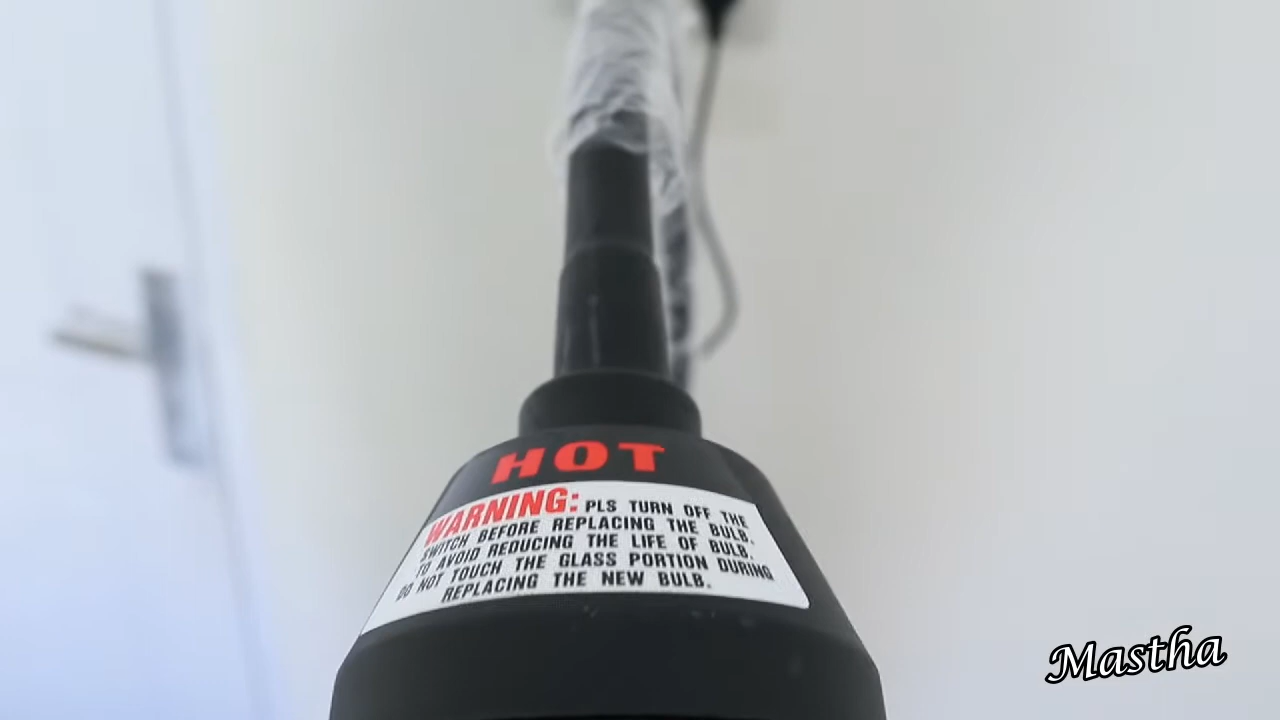 HOT
WARNING: PLS TURN OFF THE
SWITCH BEFORE REPLACING THE BULB.
TO AVOID REDUCING THE LIFE OF BULB.
DO NOT TOUCH THE GLASS PORTION DURING
REPLACING THE NEW BULB.
Mastha